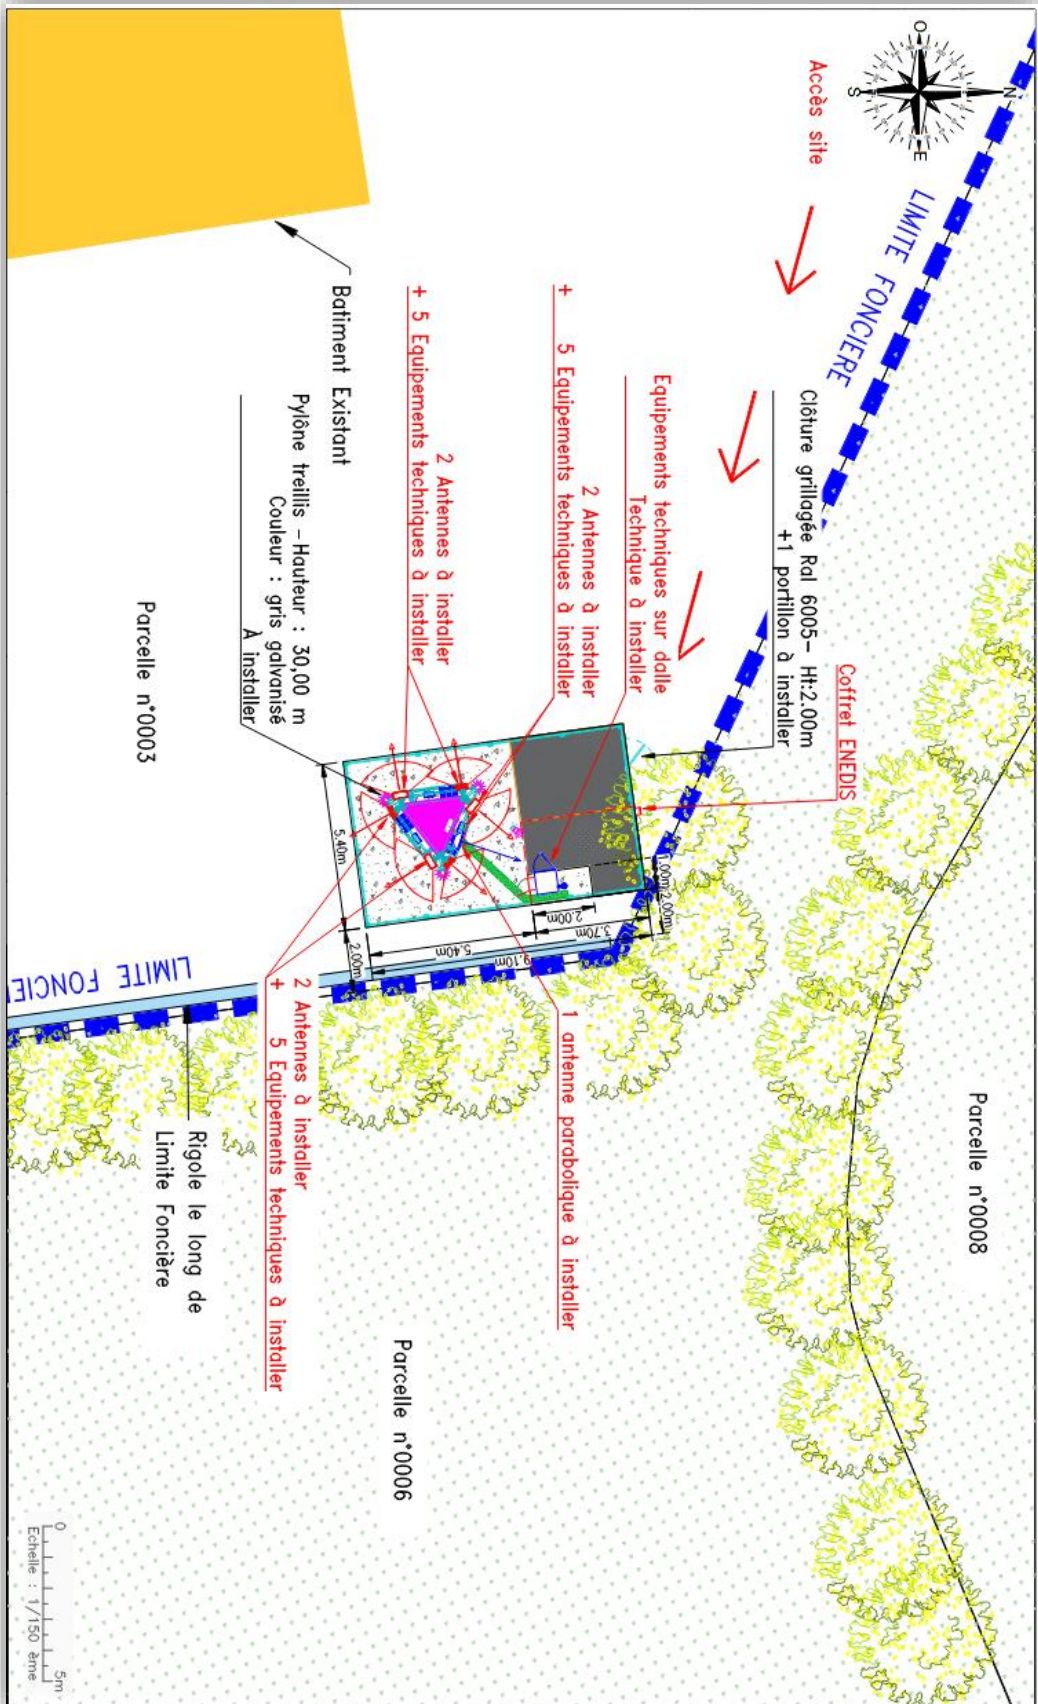 O
N
S
E
Accès site
LIMITE FONCIERE
Clôture grillagée Ral 6005- Ht:2.00m
+1 portillon à installer
Coffret ENEDIS
Equipements techniques sur dalle
Technique à installer
2 Antennes à installer
+ 5 Equipements techniques à installer
2 Antennes à installer
+ 5 Equipements techniques à installer
Batiment Existant
Pylône treillis -Hauteur : 30,00 m
Couleur : gris galvanisé
À installer
Parcelle n°0003
5.40m
2.00m
5.40m
9.10m
3.70m
2.00m
1.00m
2.00m
LIMITE FONCIE
1 antenne parabolique à installer
2 Antennes à installer
+ 5 Equipements techniques à installer
Rigole le long de
Limite Foncière
Parcelle n°0008
Parcelle n°0006
0
5m
Echelle : 1/150 ème